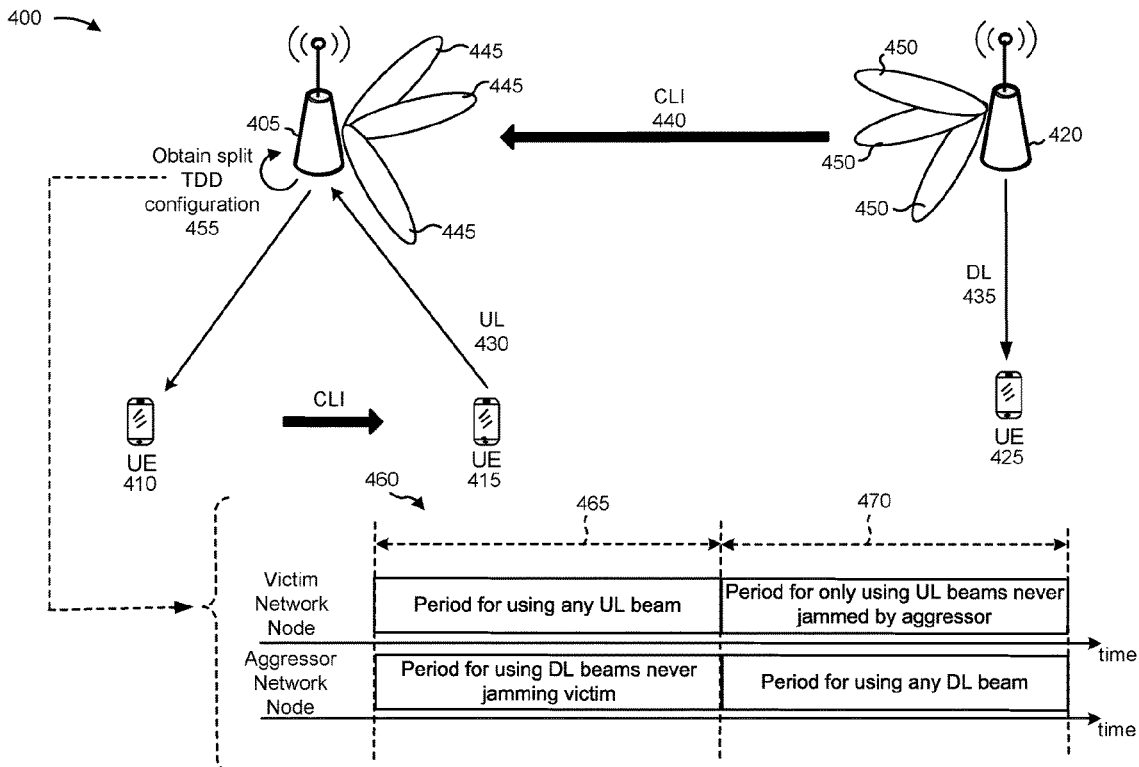 400
405
445
445
445
CLI
440
450
450
450
420
Obtain split
TDD
configuration
455
UL
430
DL
435
CLI
UE
410
UE
415
UE
425
460
465
470
Victim
Network
Node
Period for using any UL beam
Period for only using UL beams never
jammed by aggressor
time
Aggressor
Network
Node
Period for using DL beams never
jamming victim
Period for using any DL beam
time